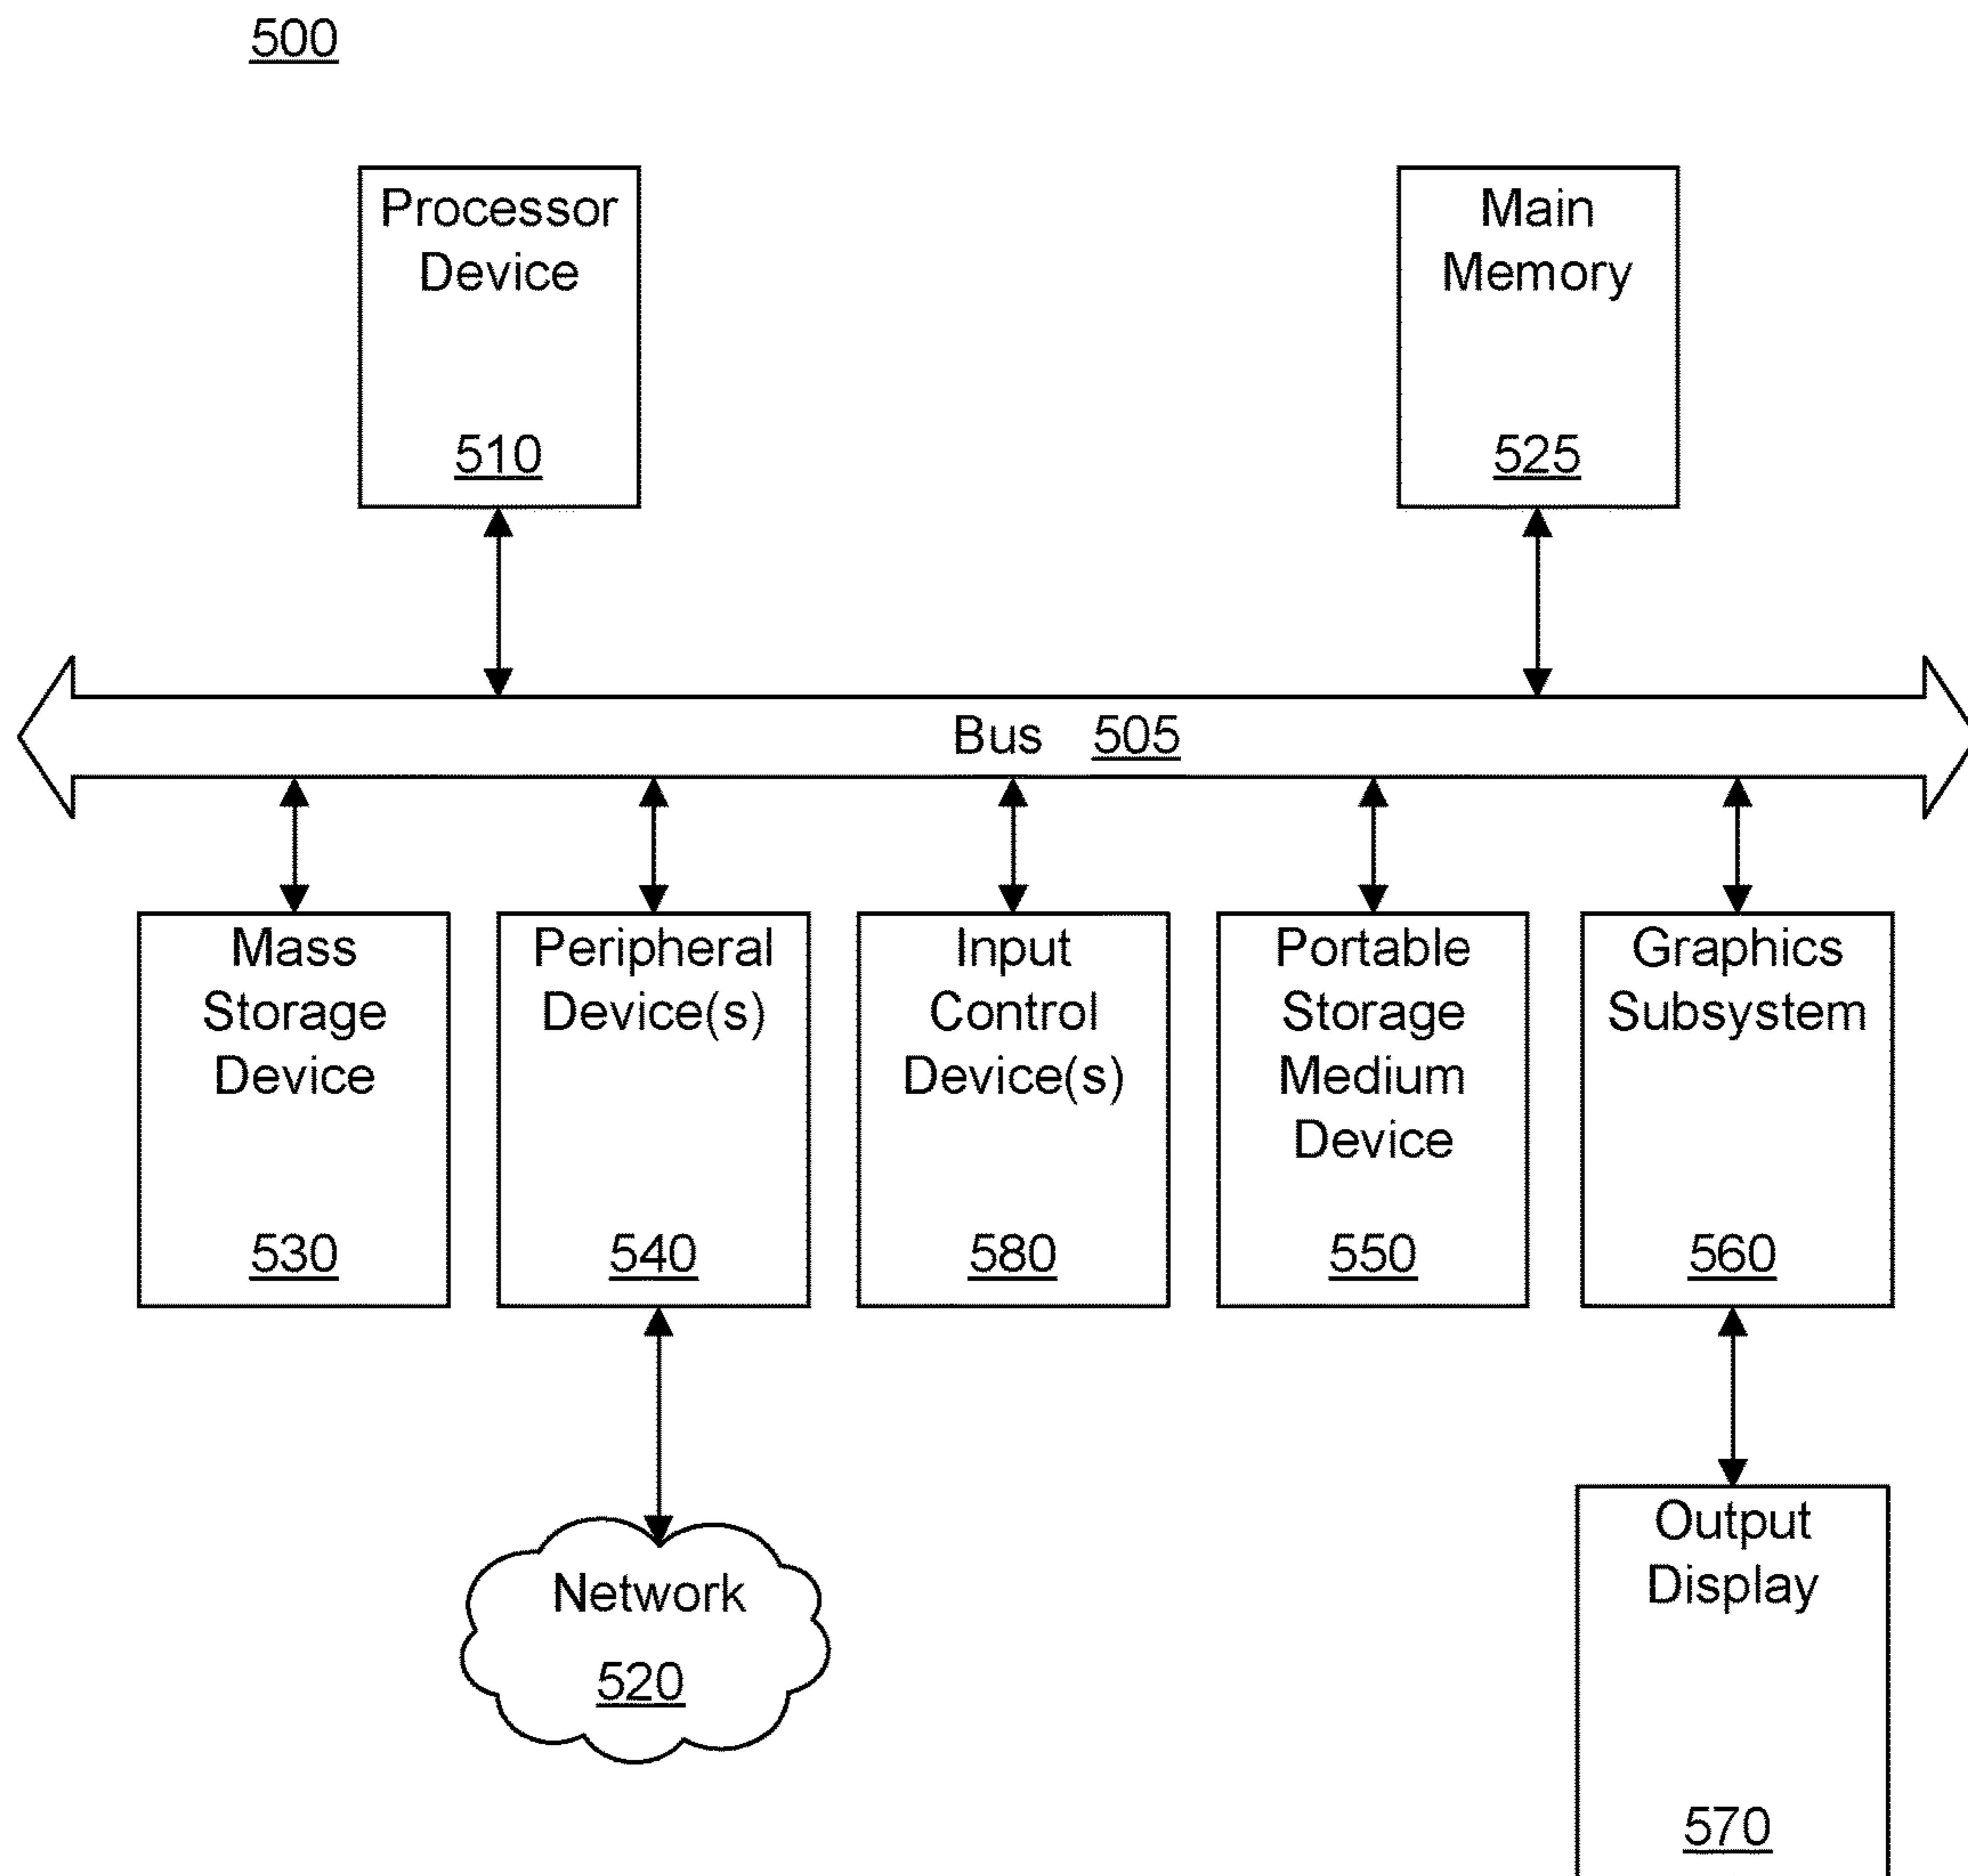 500
Processor
Device
510
Main
Memory
525
Bus 505
Mass
Storage
Device
530
Peripheral
Device(s)
540
Input
Control
Device(s)
580
Portable
Storage
Medium
Device
550
Graphics
Subsystem
560
Network
520
Output
Display
570